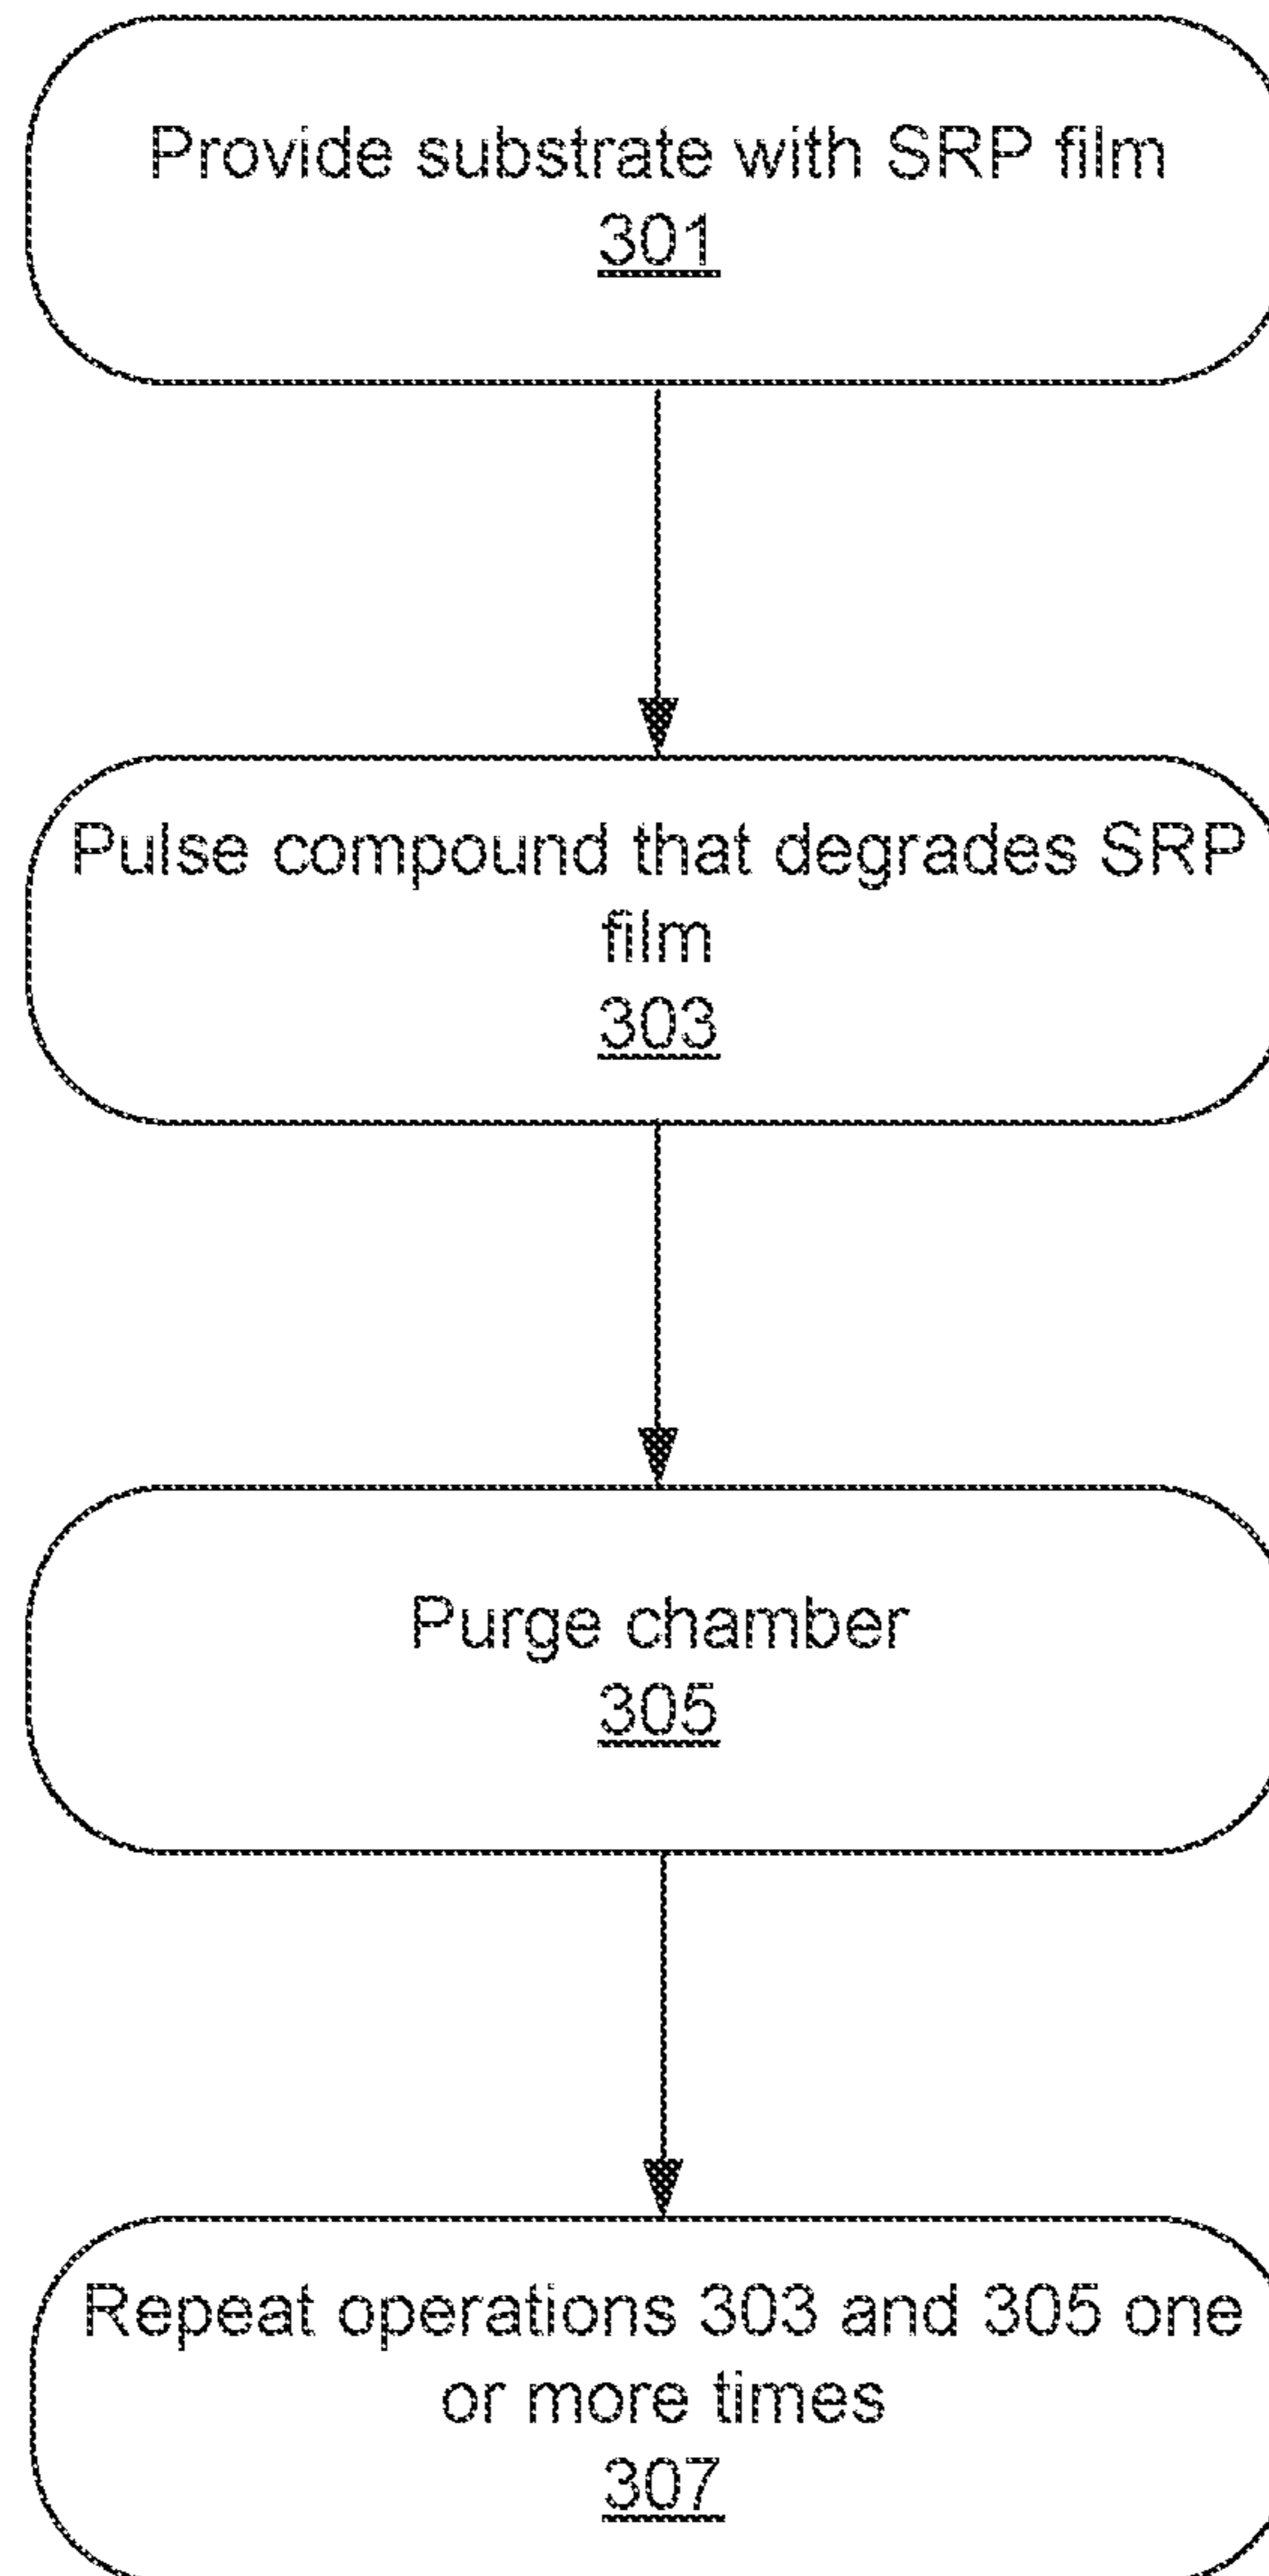 Provide substrate with SRP film
301
Pulse compound that degrades SRP
film
303
Purge chamber
305
Repeat operations 303 and 305 one
or more times
307